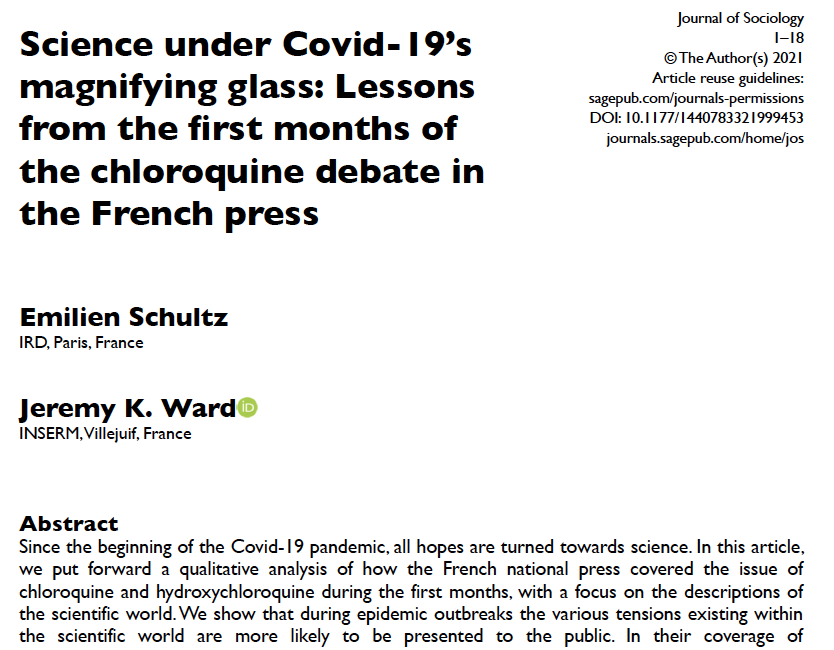 Science under Covid-19's
magnifying glass: Lessons
from the first months of
the chloroquine debate in
the French press
Journal of Sociology
1–18
© The Author(s) 2021
Article reuse guidelines:
sagepub.com/journals-permissions
DOI: 10.1177/1440783321999453
journals.sagepub.com/home/jos
Emilien Schultz
IRD, Paris, France
Jeremy K. Ward iD
INSERM, Villejuif, France
Abstract
Since the beginning of the Covid-19 pandemic, all hopes are turned towards science. In this article,
we put forward a qualitative analysis of how the French national press covered the issue of
chloroquine and hydroxychloroquine during the first months, with a focus on the descriptions of
the scientific world. We show that during epidemic outbreaks the various tensions existing within
the scientific world are more likely to be presented to the public. In their coverage of